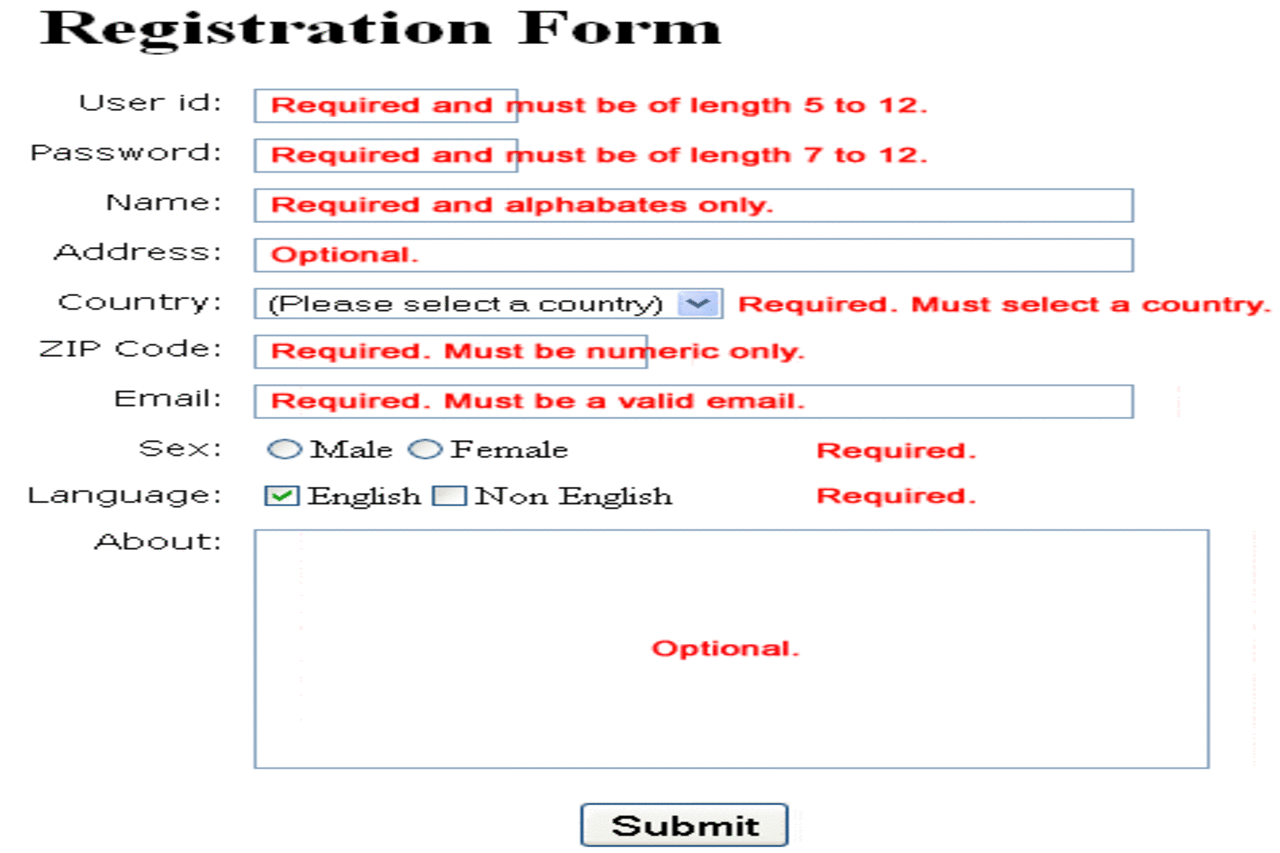 Registration Form
User id: Required and must be of length 5 to 12.
Password: Required and must be of length 7 to 12.
Name: Required and alphabates only.
Address: Optional.
Country: (Please select a country) Required. Must select a country.
ZIP Code: Required. Must be numeric only.
Email: Required. Must be a valid email.
Sex: Male Female Required.
Language: English Non English Required.
About:
Optional.
Submit